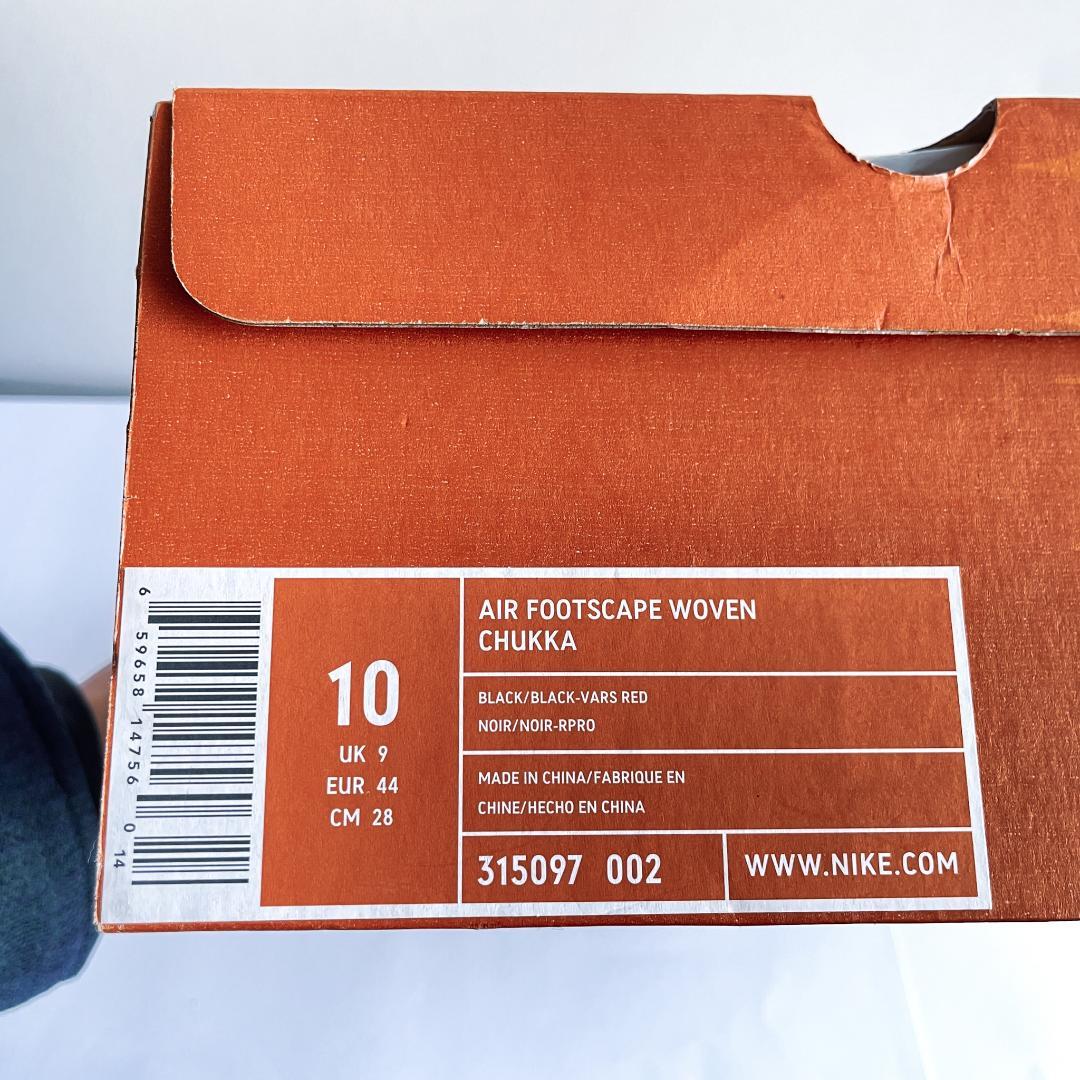 6 59658 14756 0 14
10
UK 9
EUR 44
CM 28
AIR FOOTSCAPE WOVEN
CHUKKA
BLACK/BLACK-VARS RED
NOIR/NOIR-RPRO
MADE IN CHINA/FABRIQUE EN
CHINE/HECHO EN CHINA
315097 002
WWW.NIKE.COM